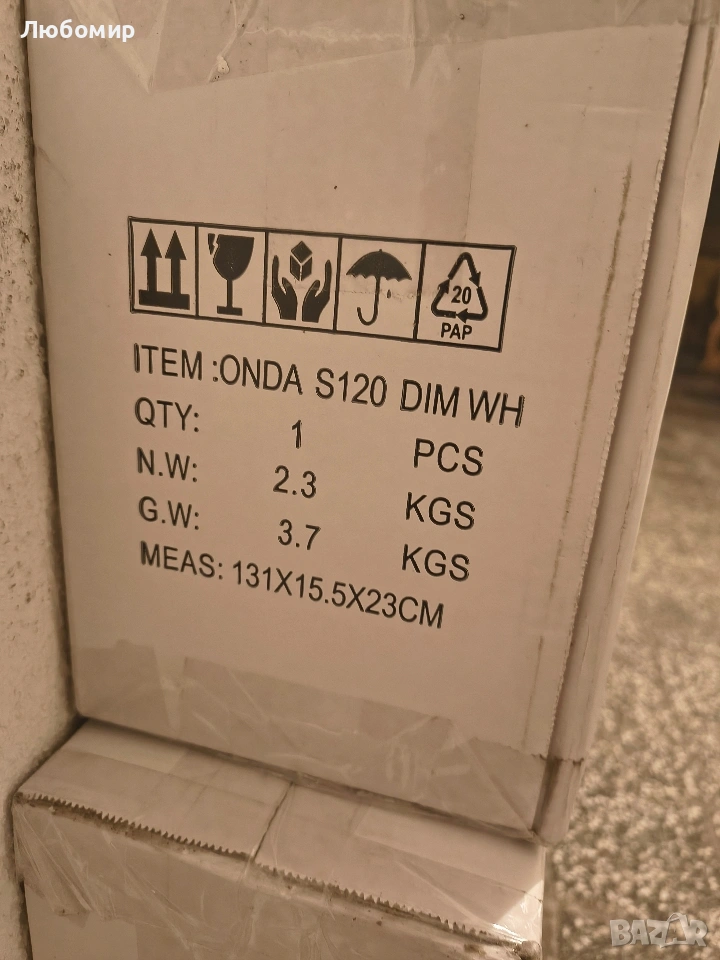 Любомир
20
PAP
ITEM :ONDA S120 DIM WH
QTY: 1 PCS
N.W: 2.3 KGS
G.W: 3.7 KGS
MEAS: 131X15.5X23CM
BAZAR